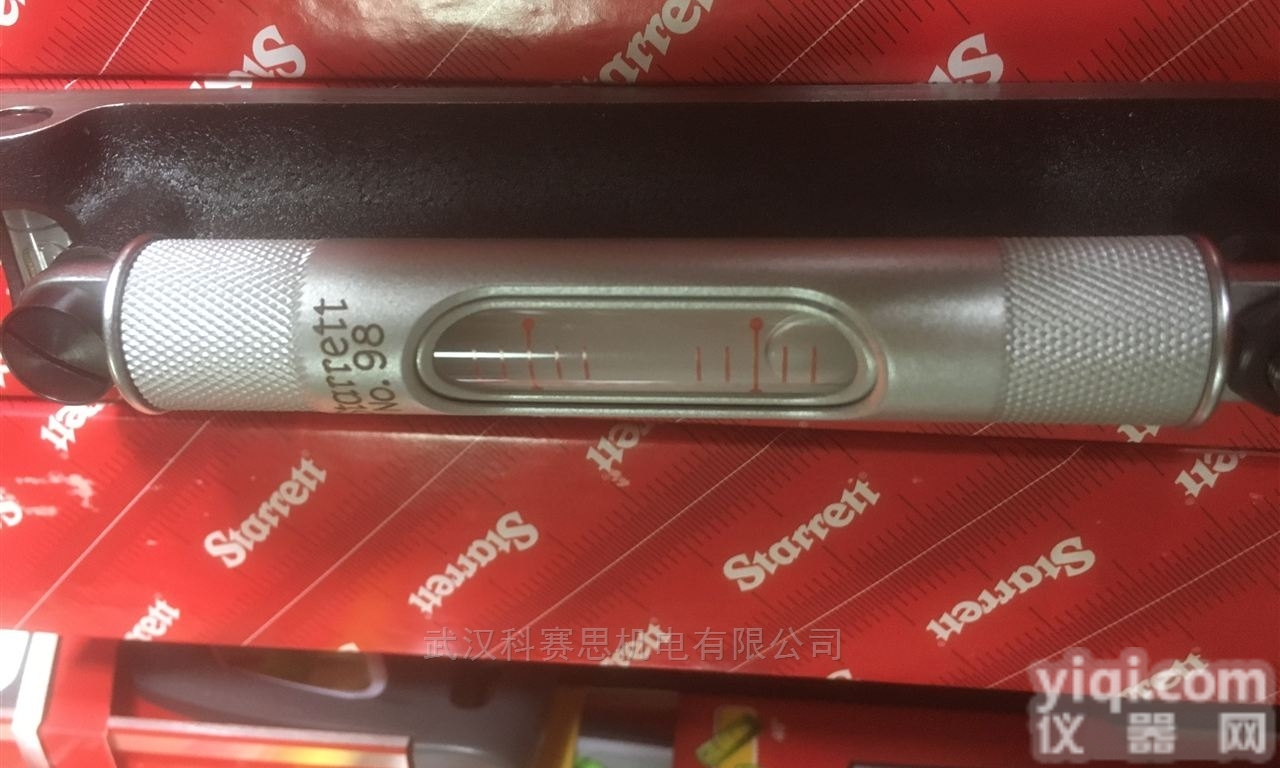 Starrett
Starrett
Starrett
tarrett
No. 98
Starrett
Starrett
Starrett
Starrett
武汉科赛思机电有限公司
yiqi.com
仪器网